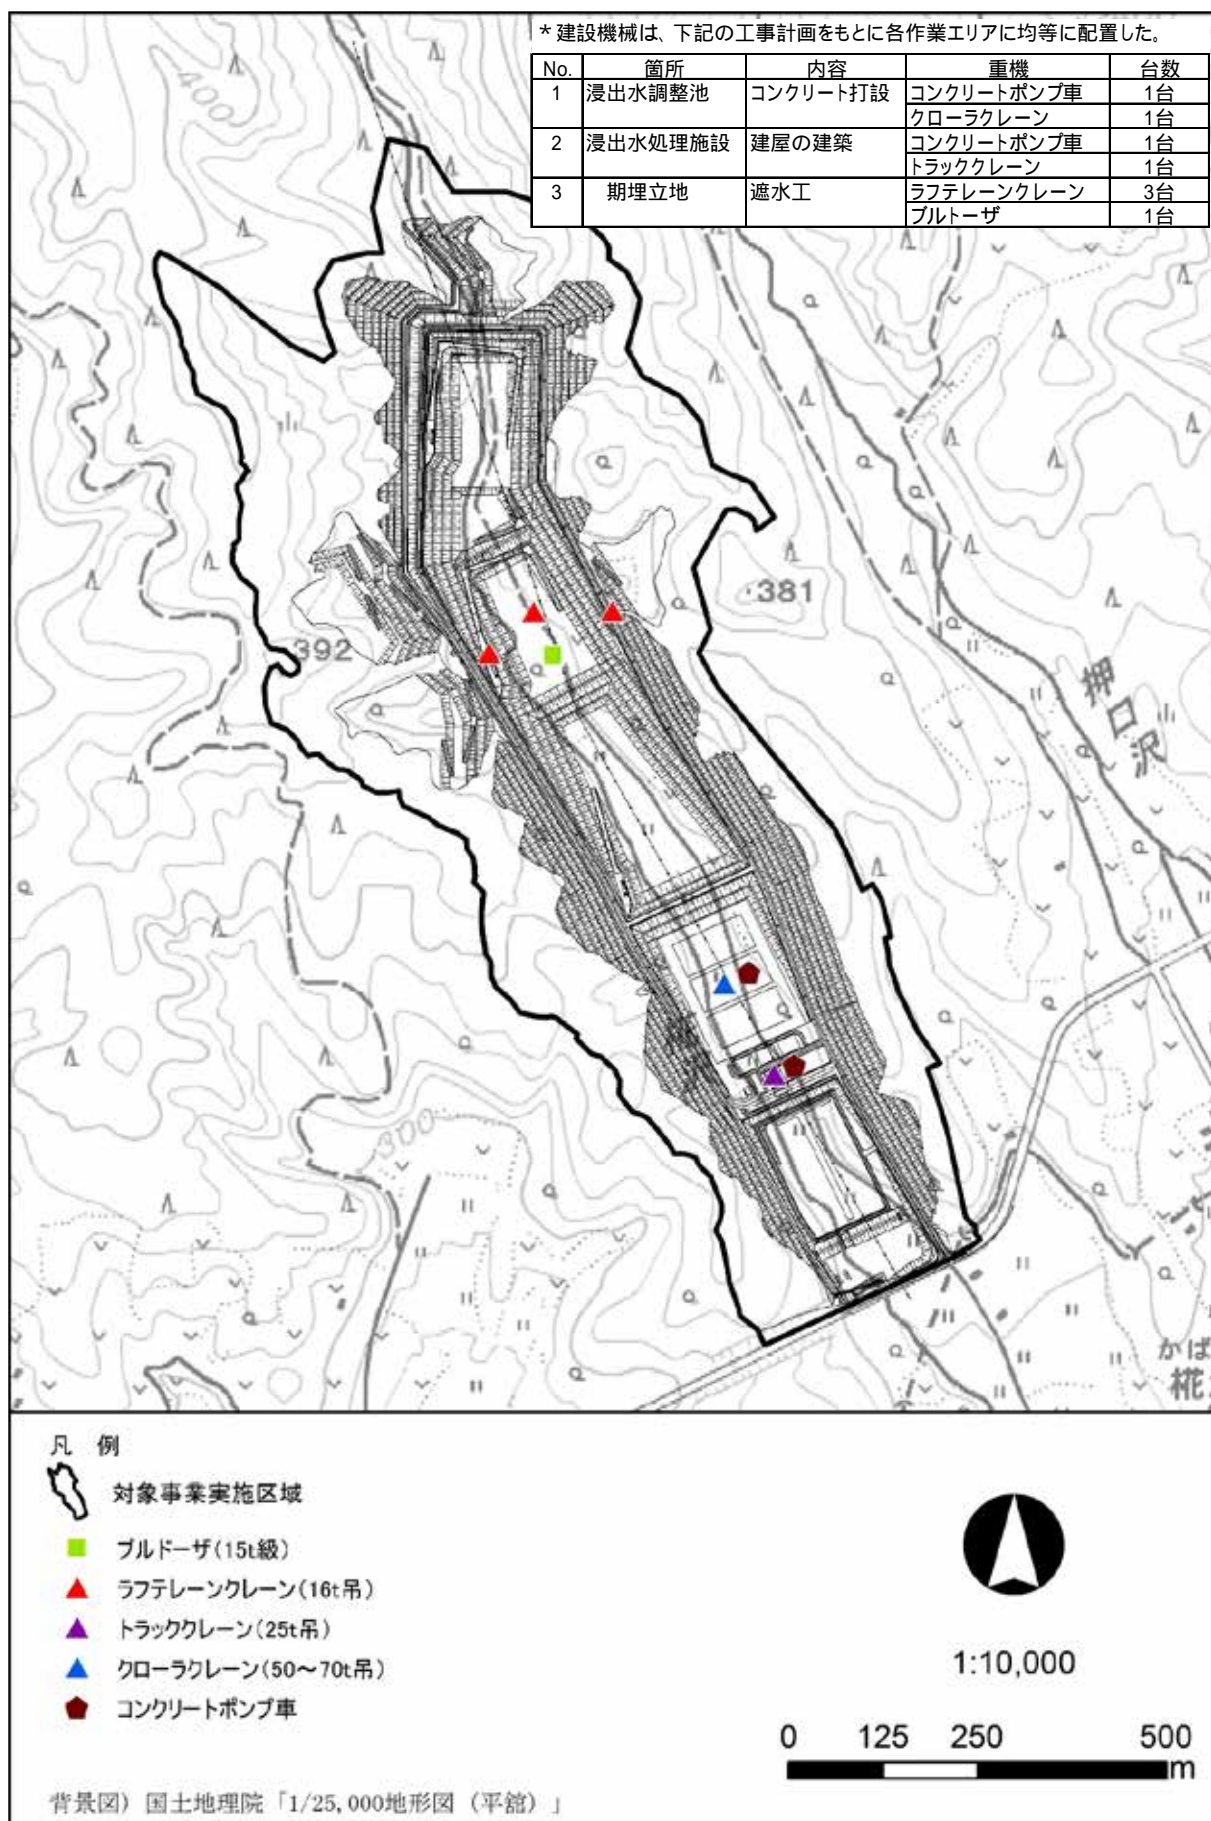 *建設機械は、下記の工事計画をもとに各作業エリアに均等に配置した。
No. 箇所 内容 重機 台数
1 浸出水調整池 コンクリート打設 コンクリートポンプ車 1台
クローラクレーン 1台
2 浸出水処理施設 建屋の建築 コンクリートポンプ車 1台
トラッククレーン 1台
3 期埋立地 遮水工 ラフテレーンクレーン 3台
ブルトーザ 1台
400
381
392
押口沢
300
かば
椛
凡 例
対象事業実施区域
ブルドーザ(15t級)
ラフテレーンクレーン(16t吊)
トラッククレーン(25t吊)
クローラクレーン(50～70t吊)
コンクリートポンプ車
1:10,000
0 125 250 500
m
背景図) 国土地理院「1/25,000地形図(平舘)」